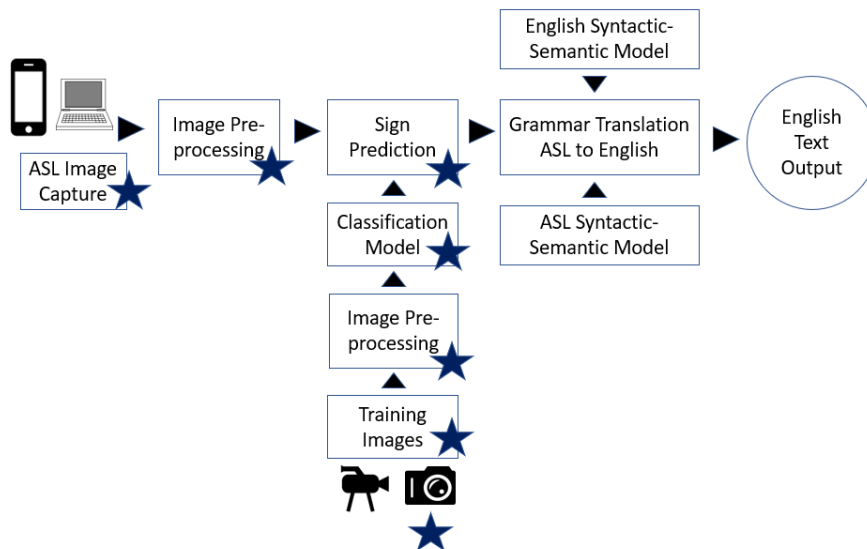 English Syntactic-
Semantic Model
Image Pre-
processing
Sign
Prediction
Grammar Translation
ASL to English
English
Text
Output
ASL Image
Capture
Classification
Model
ASL Syntactic-
Semantic Model
Image Pre-
processing
Training
Images